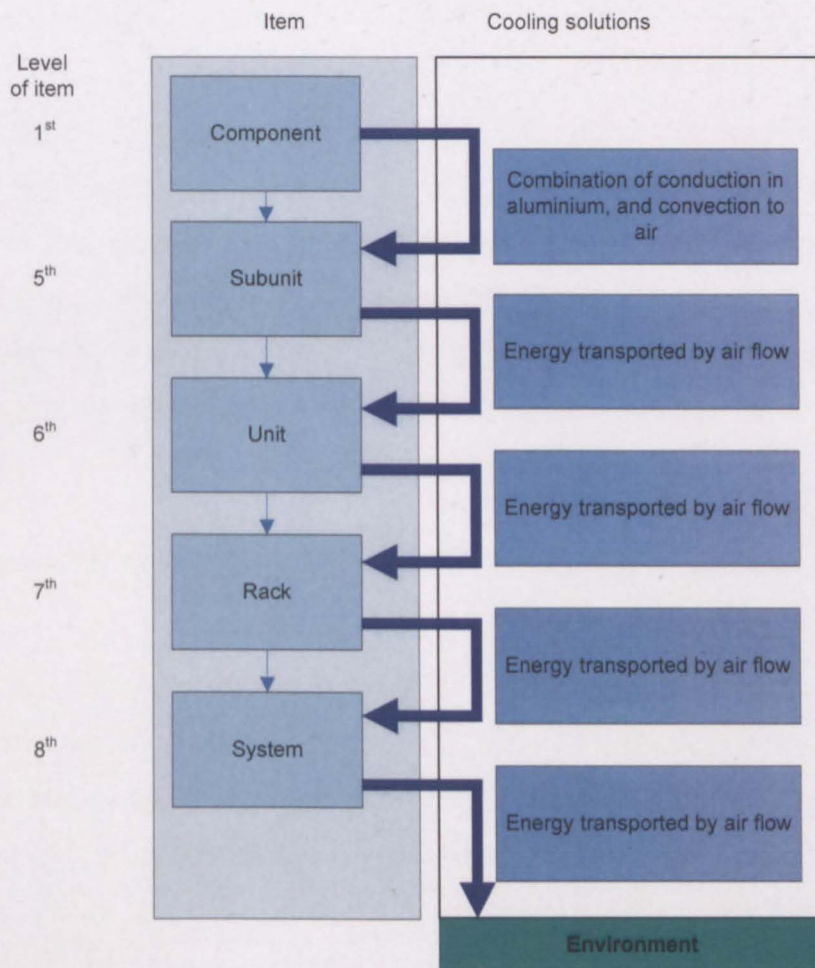 Item
Cooling solutions
Level
of item
1st
Component
Combination of conduction in
aluminium, and convection to
air
5th
Subunit
Energy transported by air flow
6th
Unit
Energy transported by air flow
7th
Rack
Energy transported by air flow
8th
System
Energy transported by air flow
Environment